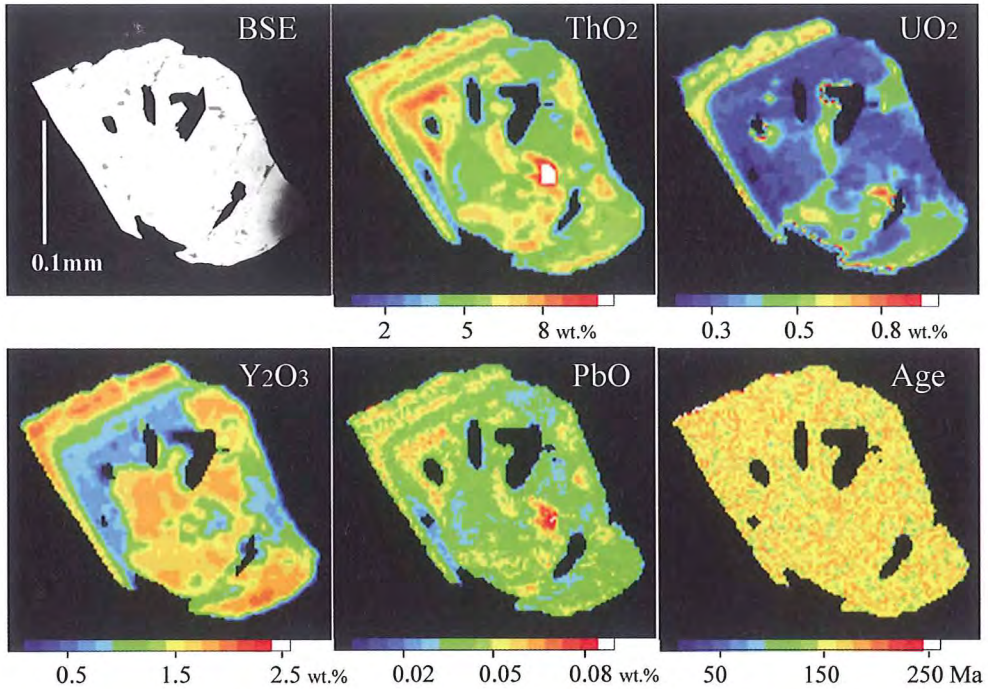 BSE
0.1mm
ThO₂
2 5 8 wt.%
UO₂
0.3 0.5 0.8 wt.%
Y₂O₃
0.5 1.5 2.5 wt.%
PbO
0.02 0.05 0.08 wt.%
Age
50 150 250 Ma